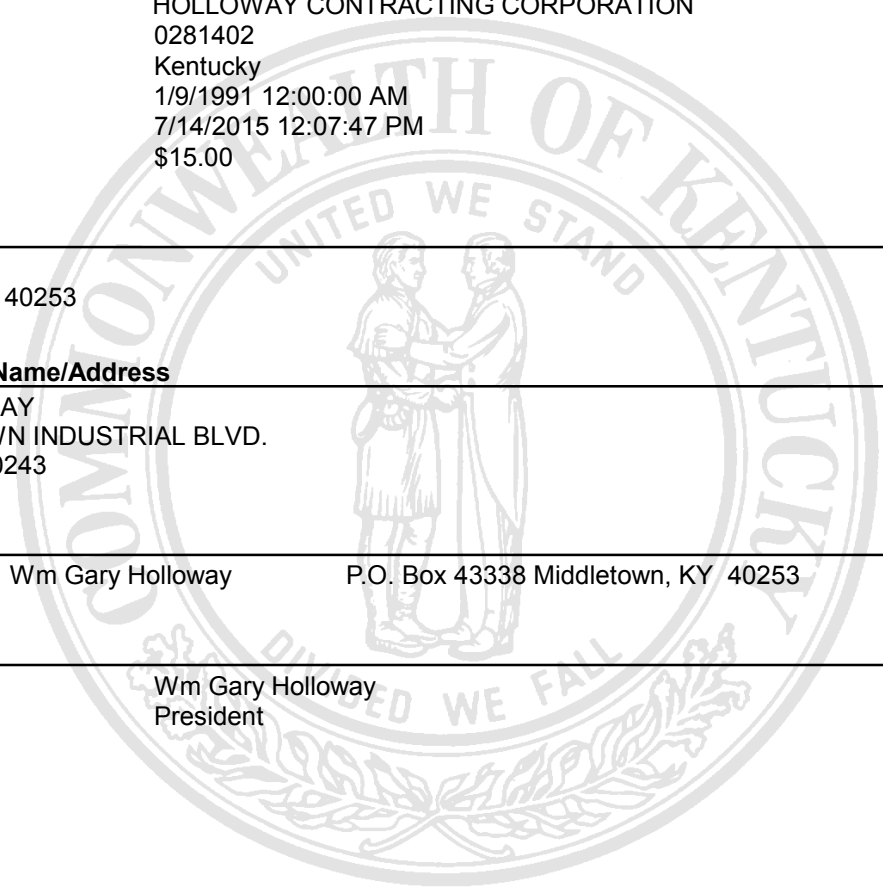 HOLLOWAY CONTRACTING CORPORATION
0281402
Kentucky
1/9/1991 12:00:00 AM
7/14/2015 12:07:47 PM
$15.00
COMMONWEALTH OF KENTUCKY
UNITED WE STAND
40253
Name/Address
AY
WN INDUSTRIAL BLVD.
0243
Wm Gary Holloway P.O. Box 43338 Middletown, KY 40253
DIVIDED WE FALL
Wm Gary Holloway
President